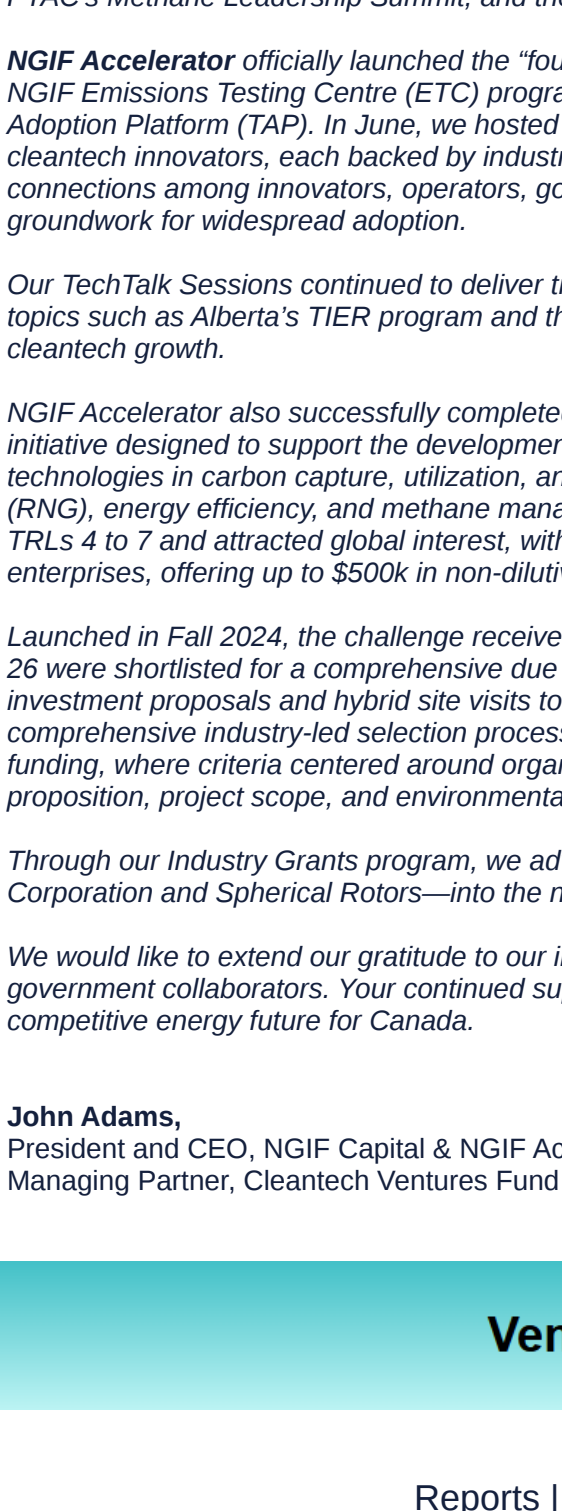 PTAC's Methane Leadership Summit, and the
NGIF Accelerator officially launched the “fou
NGIF Emissions Testing Centre (ETC) progra
Adoption Platform (TAP). In June, we hosted
cleantech innovators, each backed by industr
connections among innovators, operators, go
groundwork for widespread adoption.
Our TechTalk Sessions continued to deliver ti
topics such as Alberta’s TIER program and th
cleantech growth.
NGIF Accelerator also successfully complete
initiative designed to support the developmen
technologies in carbon capture, utilization, an
(RNG), energy efficiency, and methane mana
TRLs 4 to 7 and attracted global interest, with
enterprises, offering up to $500k in non-diluti
Launched in Fall 2024, the challenge receive
26 were shortlisted for a comprehensive due
investment proposals and hybrid site visits to
comprehensive industry-led selection process
funding, where criteria centered around organ
proposition, project scope, and environmenta
Through our Industry Grants program, we ad
Corporation and Spherical Rotors—into the n
We would like to extend our gratitude to our i
government collaborators. Your continued su
competitive energy future for Canada.
John Adams,
President and CEO, NGIF Capital & NGIF Ac
Managing Partner, Cleantech Ventures Fund
Ven
Reports |